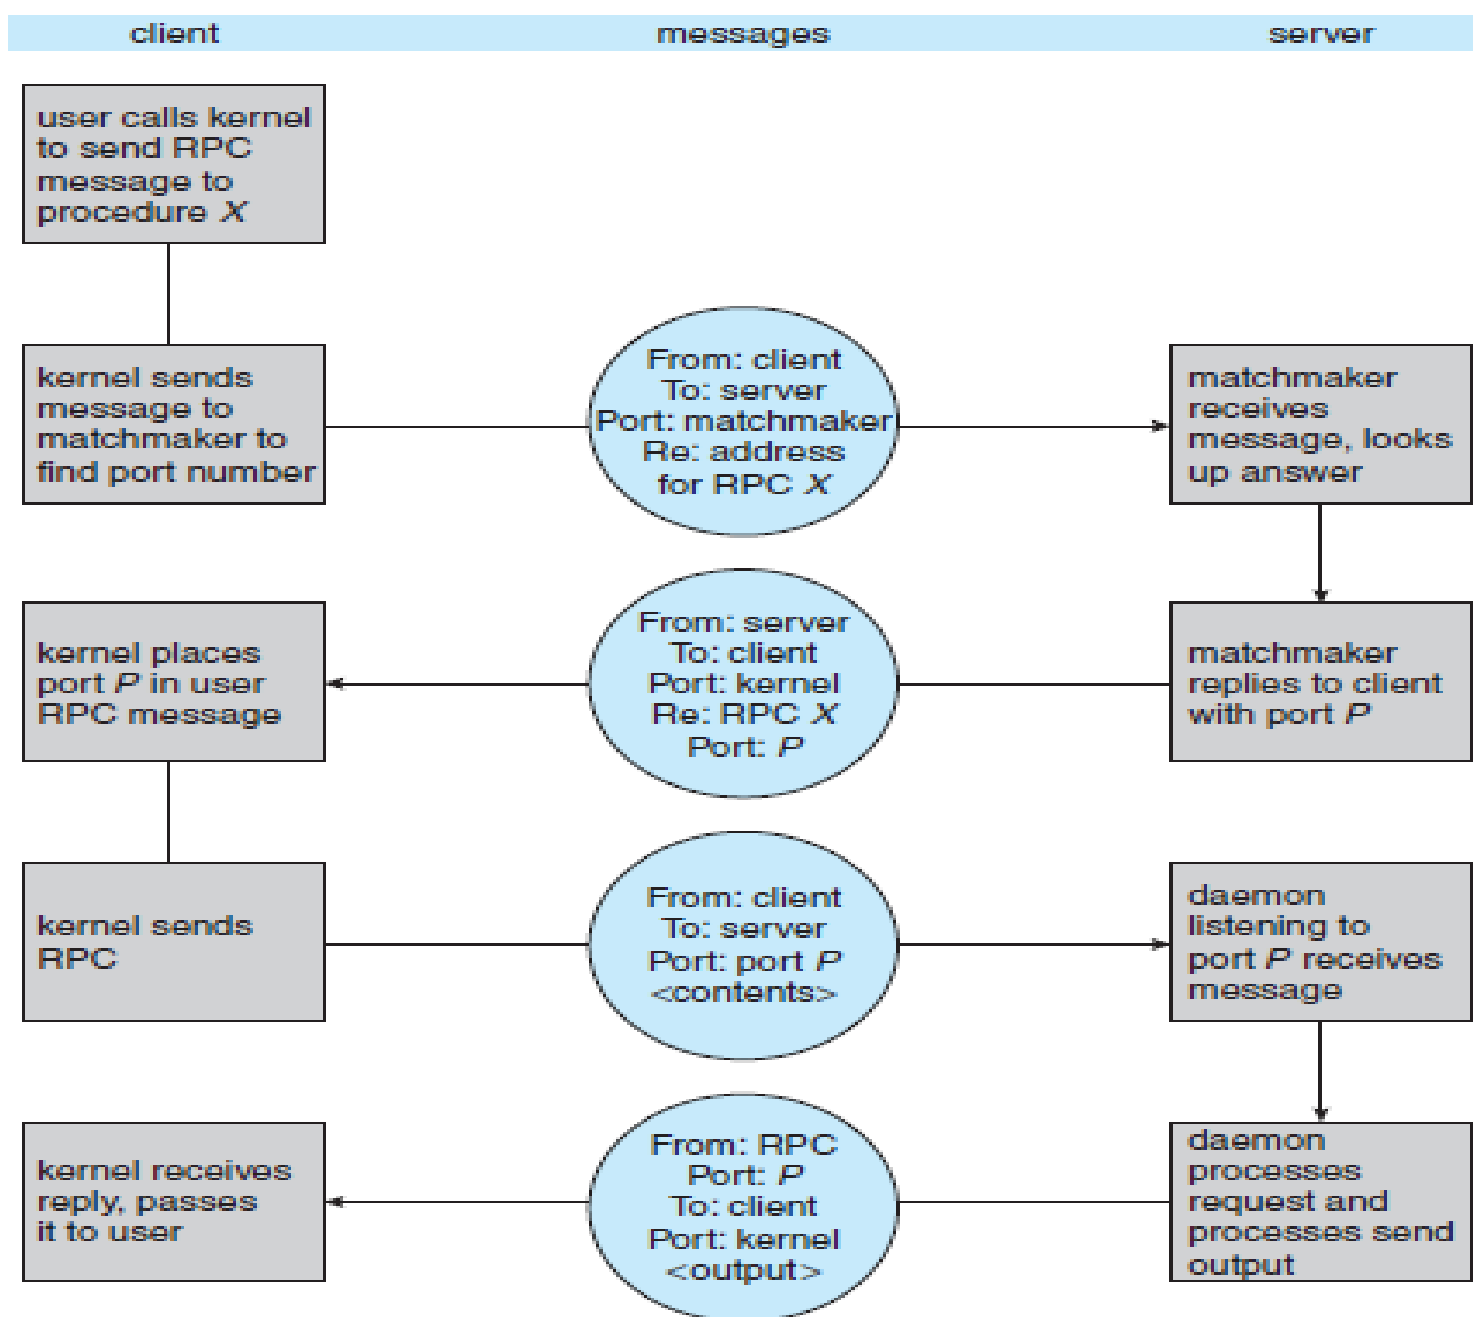 client
messages
server
user calls kernel
to send RPC
message to
procedure X
kernel sends
message to
matchmaker to
find port number
From: client
To: server
Port: matchmaker
Re: address
for RPC X
matchmaker
receives
message, looks
up answer
kernel places
port P in user
RPC message
From: server
To: client
Port: kernel
Re: RPC X
Port: P
matchmaker
replies to client
with port P
kernel sends
RPC
From: client
To: server
Port: port P
<contents>
daemon
listening to
port P receives
message
kernel receives
reply, passes
it to user
From: RPC
Port: P
To: client
Port: kernel
<output>
daemon
processes
request and
processes send
output